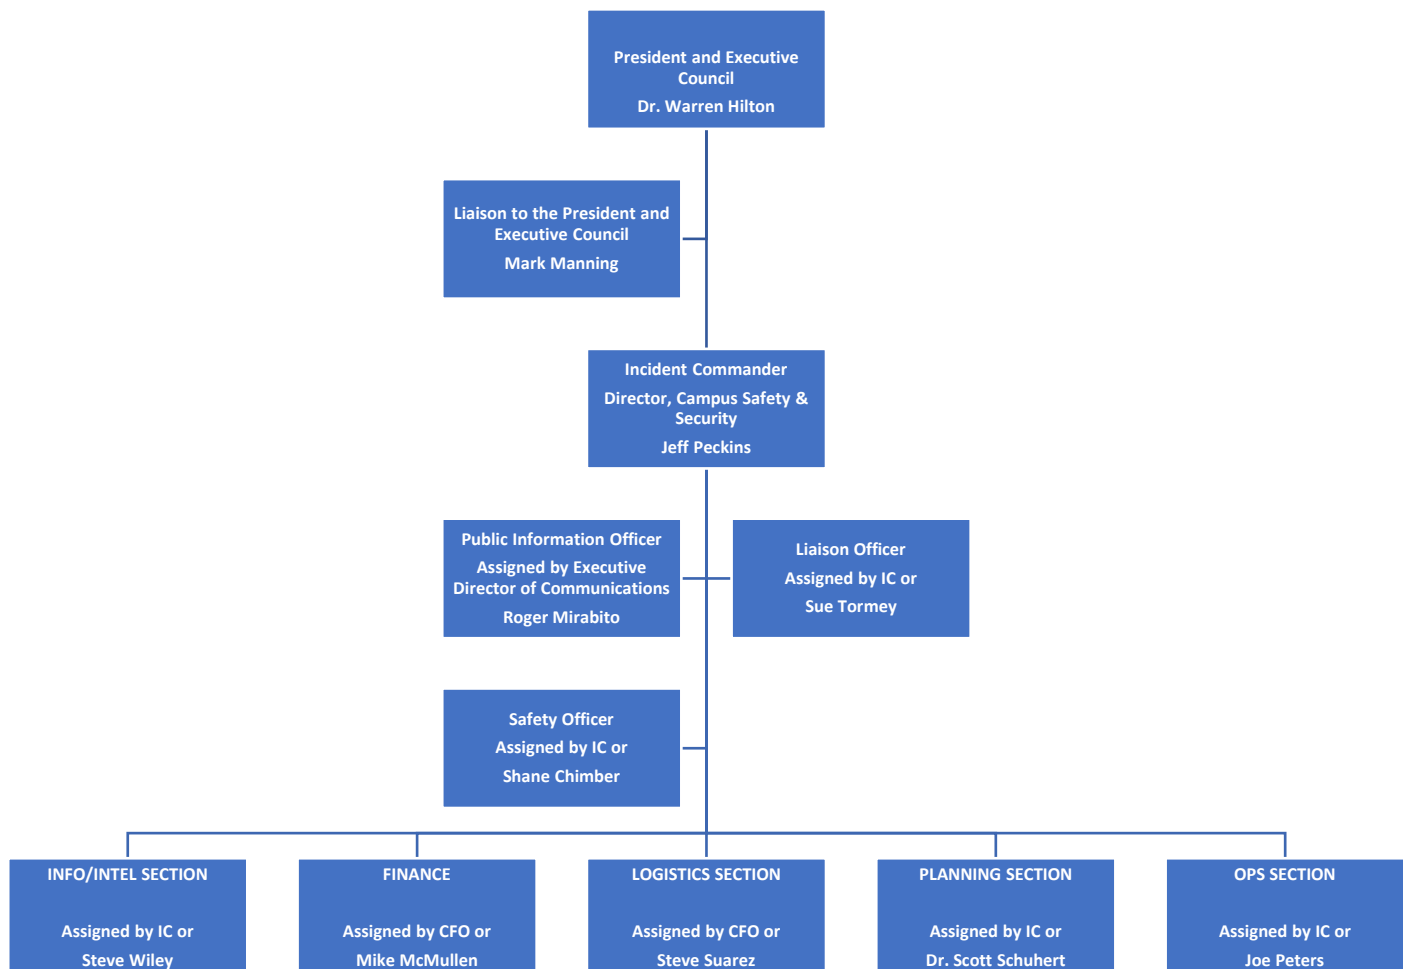 President and Executive
Council
Dr. Warren Hilton
Liaison to the President and
Executive Council
Mark Manning
Incident Commander
Director, Campus Safety &
Security
Jeff Peckins
Public Information Officer
Assigned by Executive
Director of Communications
Roger Mirabito
Liaison Officer
Assigned by IC or
Sue Tormey
Safety Officer
Assigned by IC or
Shane Chimber
INFO/INTEL SECTION
Assigned by IC or
Steve Wiley
FINANCE
Assigned by CFO or
Mike McMullen
LOGISTICS SECTION
Assigned by CFO or
Steve Suarez
PLANNING SECTION
Assigned by IC or
Dr. Scott Schuhert
OPS SECTION
Assigned by IC or
Joe Peters